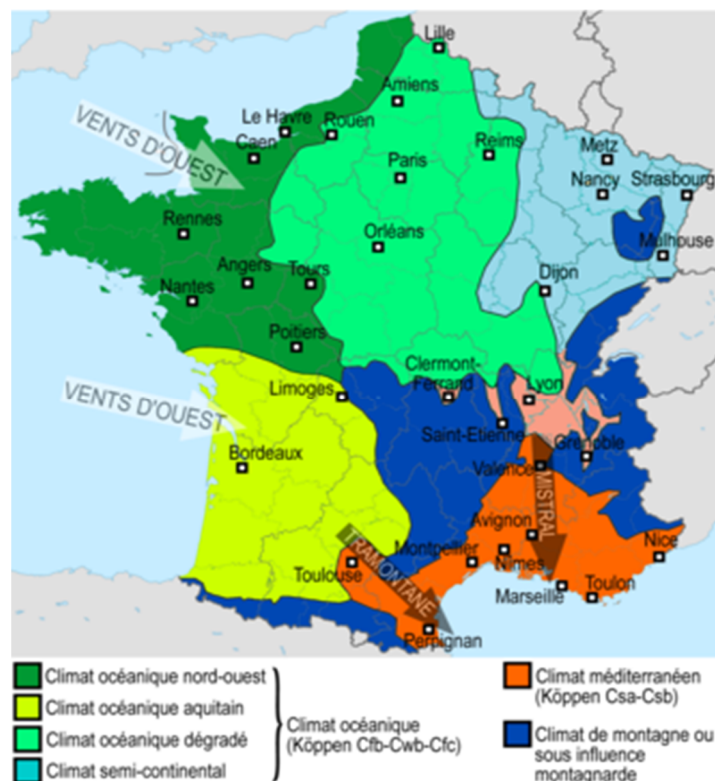 Lille
Amiens
Le Havre
Rouen
VENTS D'OUEST
Caen
Reims
Metz
Paris
Nancy
Strasbourg
Rennes
Orléans
Mulhouse
Angers
Tours
Dijon
Nantes
Poitiers
Clermont-
Ferrand
Lyon
VENTS D'OUEST
Limoges
Saint-Etienne
Grenoble
Bordeaux
Valence
MISTRAL
Avignon
TRAMONTANE
Montpellier
Nîmes
Nice
Toulouse
Marseille
Toulon
Perpignan
Climat océanique nord-ouest
Climat océanique aquitain
Climat océanique dégradé
Climat semi-continental
Climat océanique
(Köppen Cfb-Cwb-Cfc)
Climat méditerranéen
(Köppen Csa-Csb)
Climat de montagne ou
sous influence
montagnarde